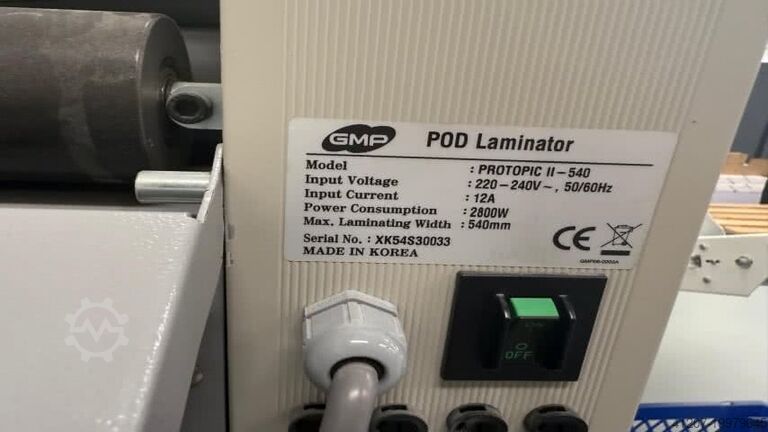 GMP POD Laminator
Model : PROTOPIC II-540
Input Voltage : 220-240V~, 50/60Hz
Input Current : 12A
Power Consumption : 2800W
Max. Laminating Width : 540mm
Serial No. : XK54S30033
MADE IN KOREA
CE
ON
OFF